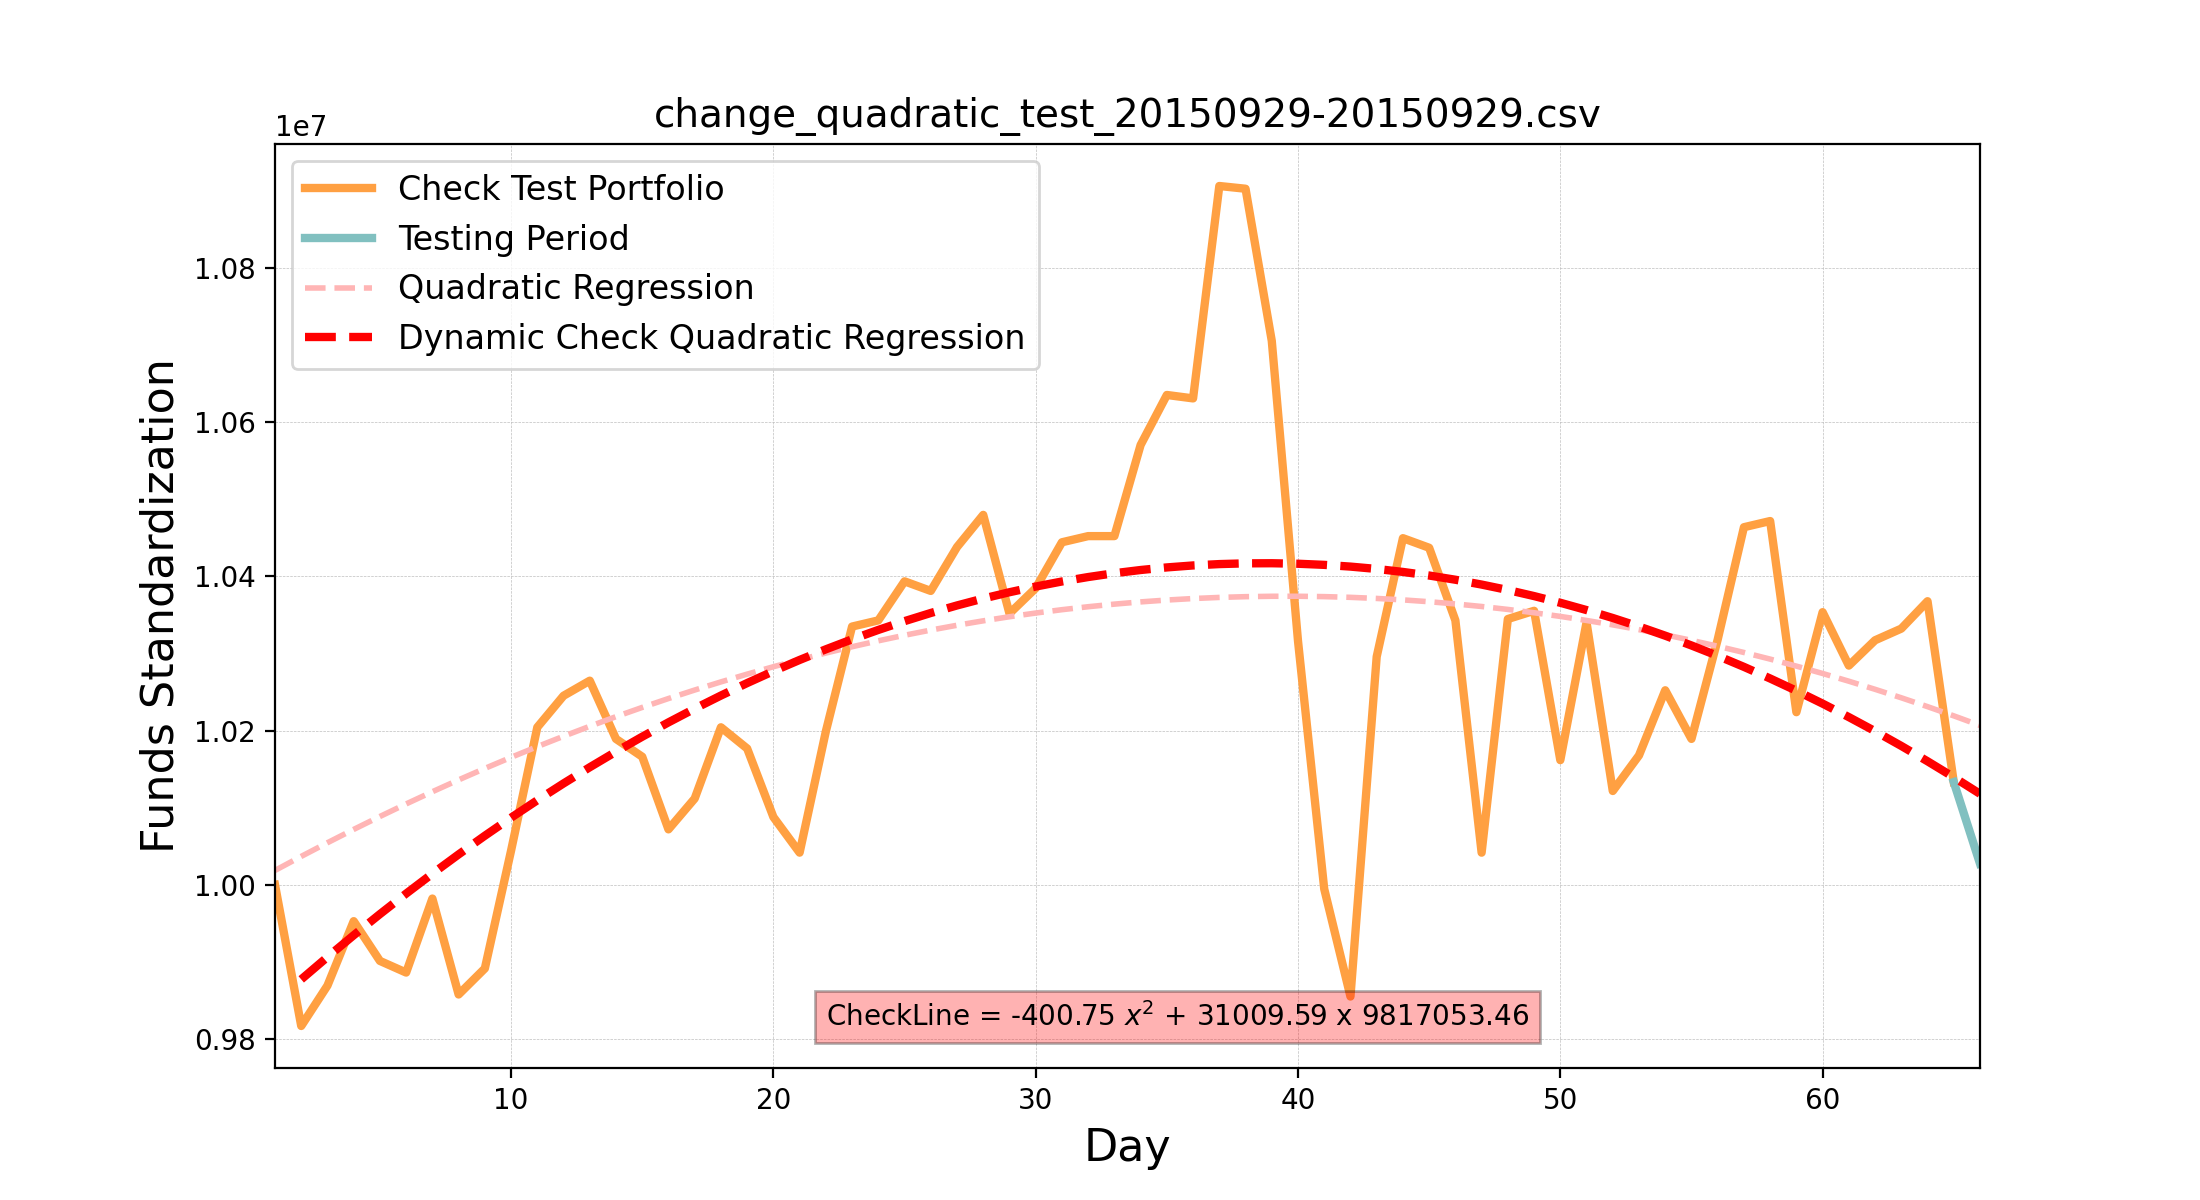 change_quadratic_test_20150929-20150929.csv
1e7
Check Test Portfolio
Testing Period
Quadratic Regression
Dynamic Check Quadratic Regression
1.08
1.06
1.04
1.02
1.00
0.98
Funds Standardization
CheckLine = -400.75 x² + 31009.59 x 9817053.46
10 20 30 40 50 60
Day